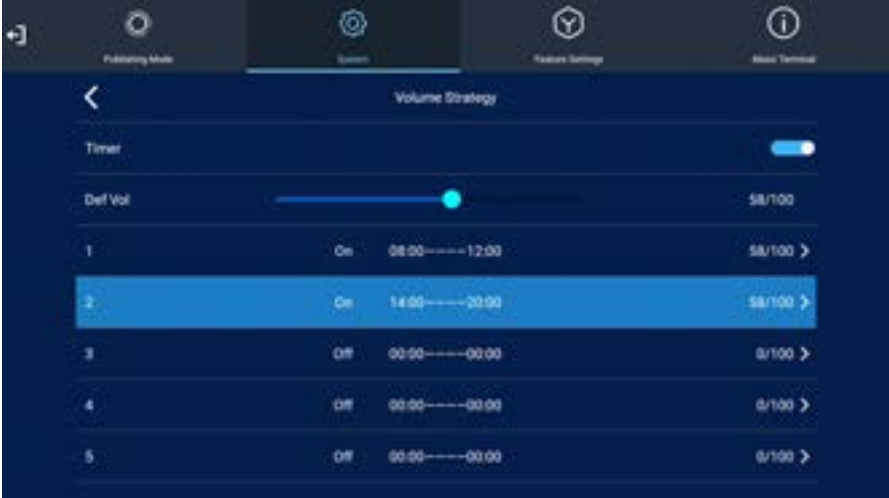 Publishing Mode System Feature Settings About Terminal
Volume Strategy
Timer
Def Vol 58/100
1 On 08:00-----12:00 58/100
2 On 14:00-----20:00 58/100
3 Off 00:00-----00:00 0/100
4 Off 00:00-----00:00 0/100
5 Off 00:00-----00:00 0/100